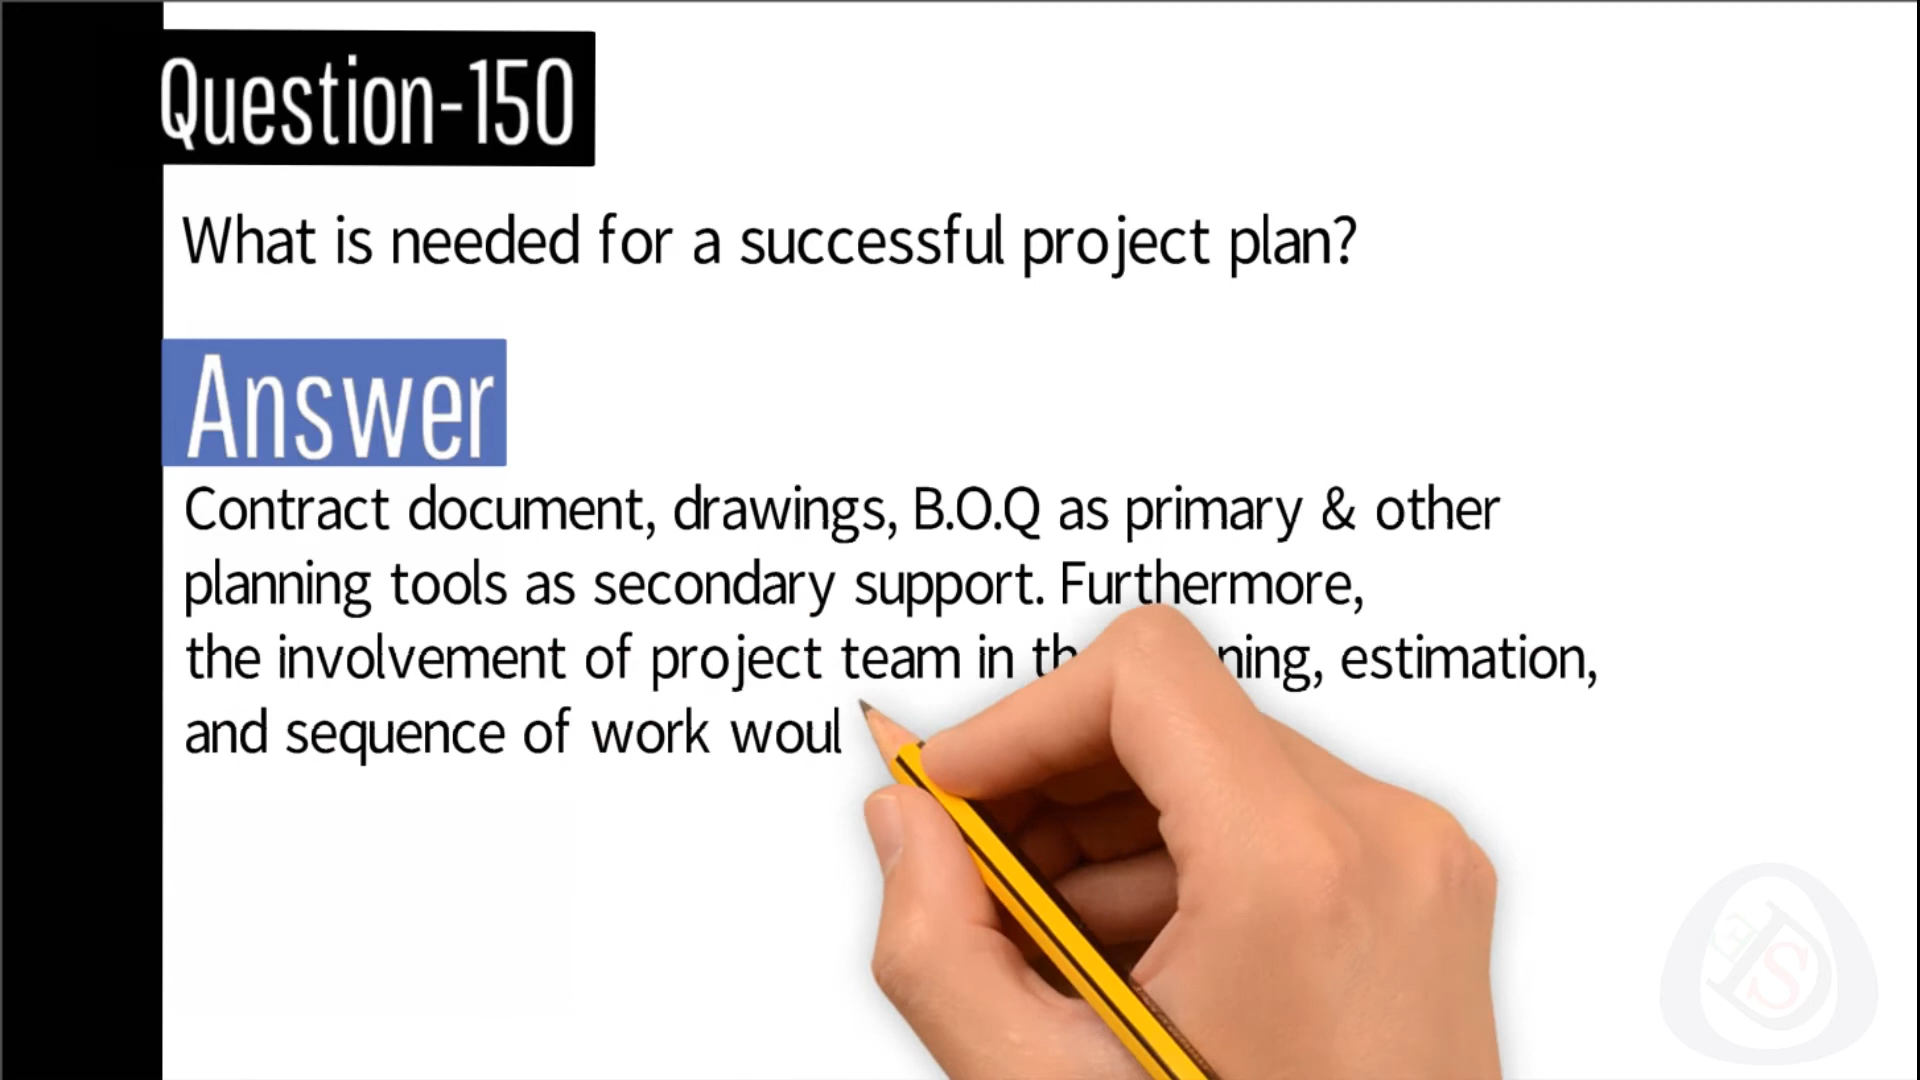 Question-150
What is needed for a successful project plan?
Answer
Contract document, drawings, B.O.Q as primary & other
planning tools as secondary support. Furthermore,
the involvement of project team in estimation,
and sequence of work woul